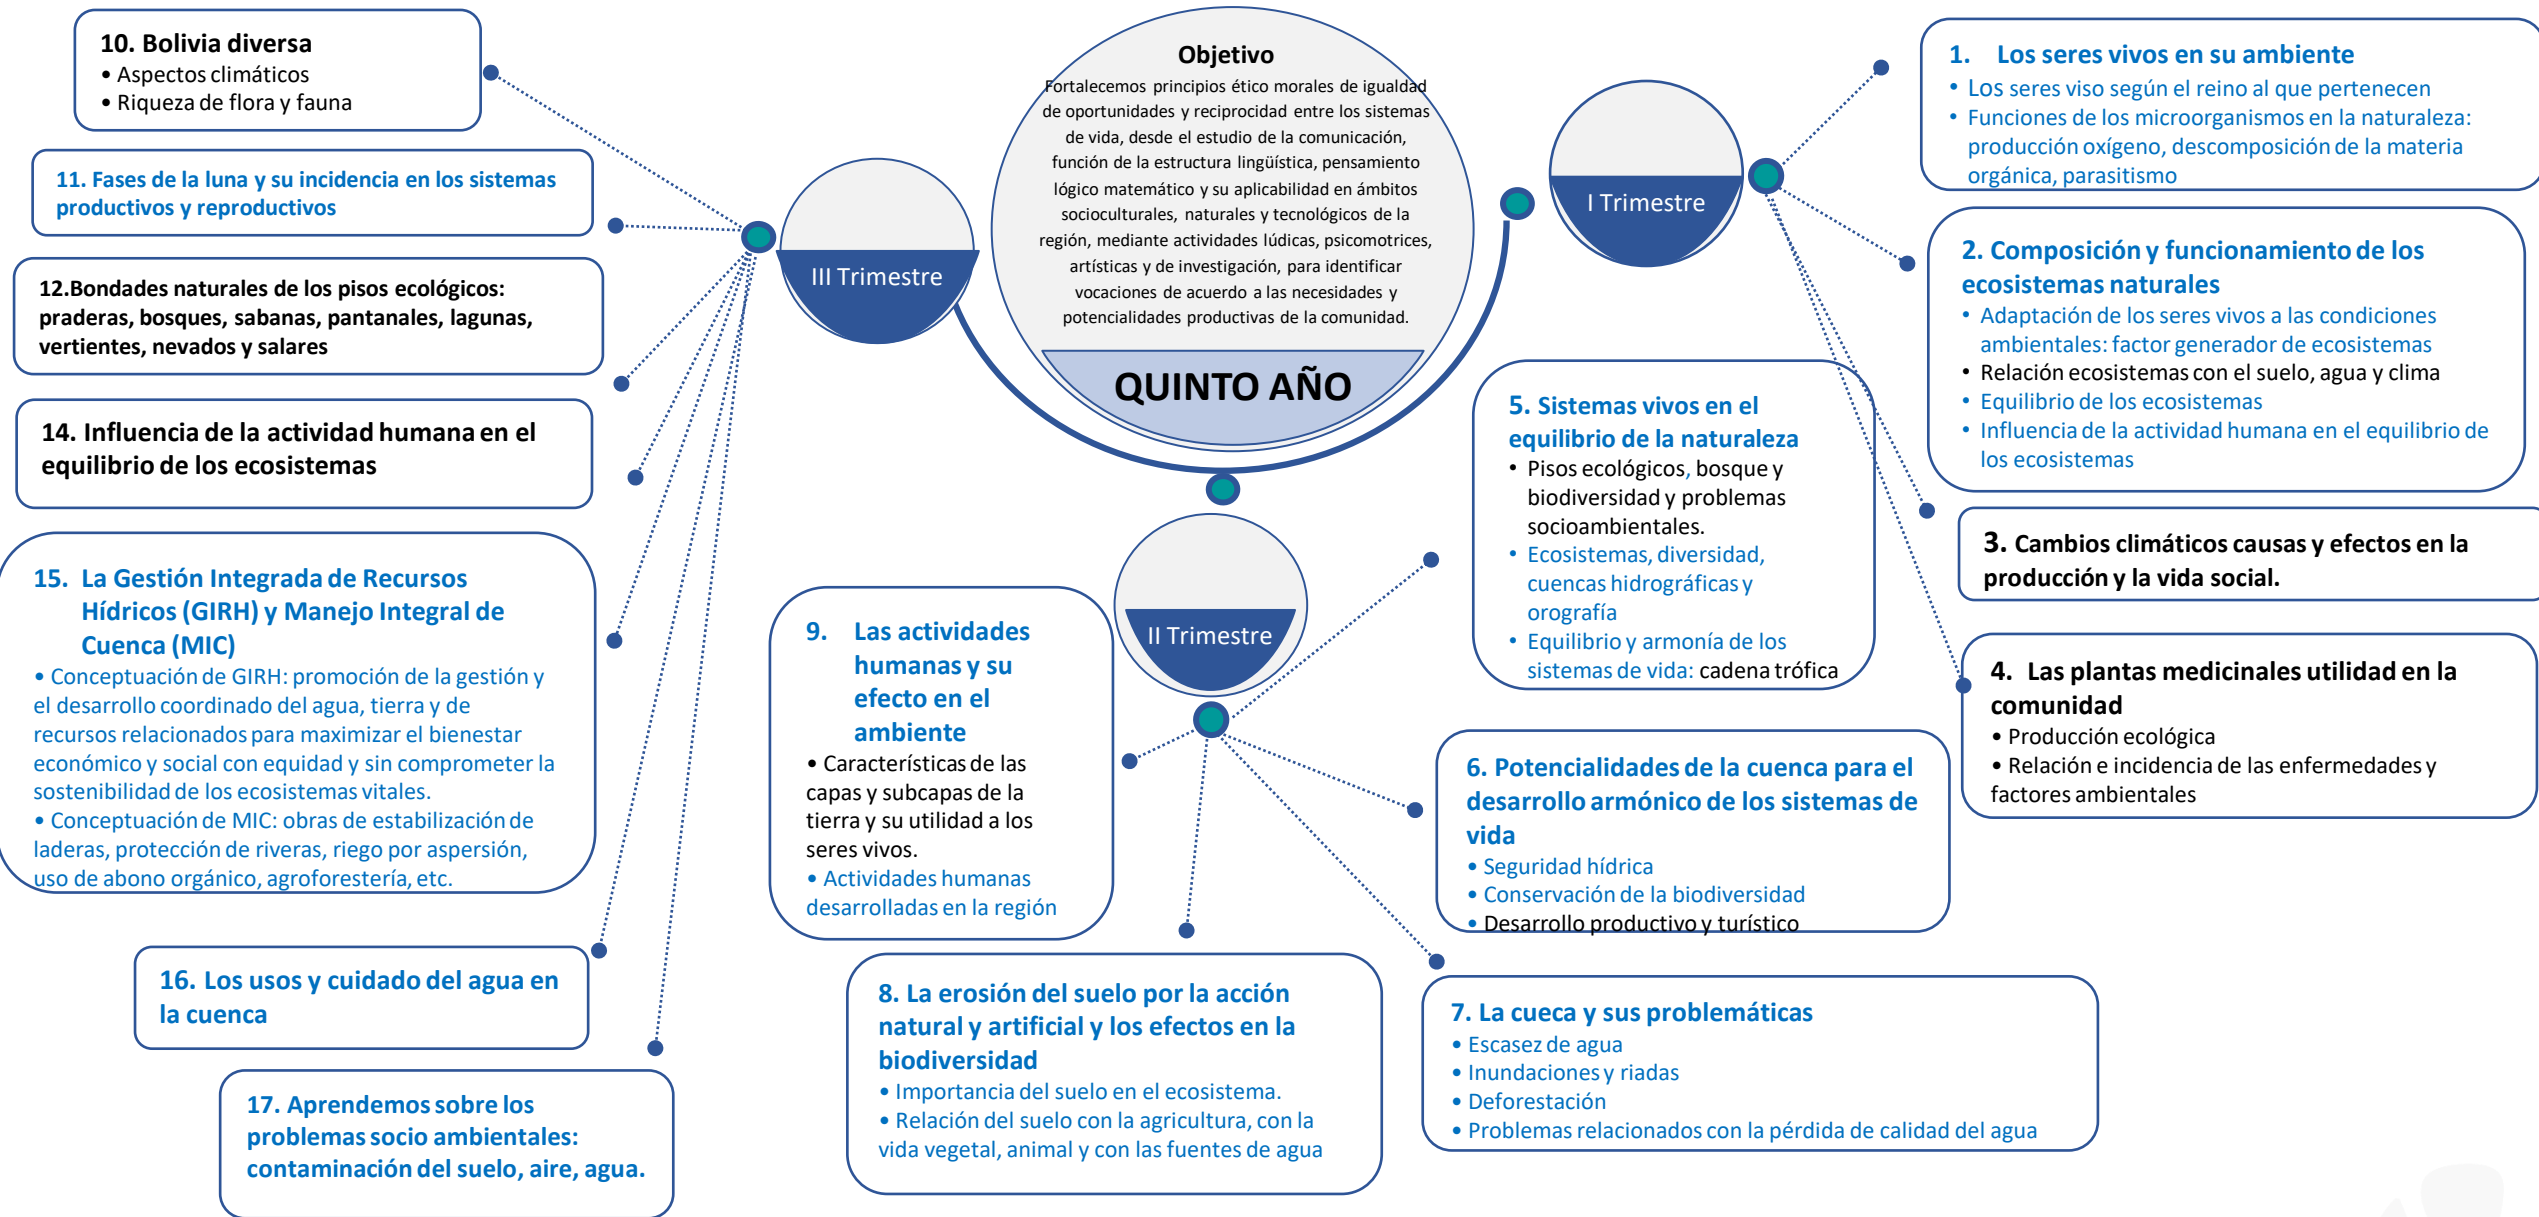 Objetivo
Fortalecemos principios ético morales de igualdad
de oportunidades y reciprocidad entre los sistemas
de vida, desde el estudio de la comunicación,
función de la estructura lingüística, pensamiento
lógico matemático y su aplicabilidad en ámbitos
socioculturales, naturales y tecnológicos de la
región, mediante actividades lúdicas, psicomotrices,
artísticas y de investigación, para identificar
vocaciones de acuerdo a las necesidades y
potencialidades productivas de la comunidad.
QUINTO AÑO
I Trimestre
1. Los seres vivos en su ambiente
• Los seres viso según el reino al que pertenecen
• Funciones de los microorganismos en la naturaleza:
producción oxígeno, descomposición de la materia
orgánica, parasitismo
2. Composición y funcionamiento de los
ecosistemas naturales
• Adaptación de los seres vivos a las condiciones
ambientales: factor generador de ecosistemas
• Relación ecosistemas con el suelo, agua y clima
• Equilibrio de los ecosistemas
• Influencia de la actividad humana en el equilibrio de
los ecosistemas
3. Cambios climáticos causas y efectos en la
producción y la vida social.
4. Las plantas medicinales utilidad en la
comunidad
• Producción ecológica
• Relación e incidencia de las enfermedades y
factores ambientales
II Trimestre
5. Sistemas vivos en el
equilibrio de la naturaleza
• Pisos ecológicos, bosque y
biodiversidad y problemas
socioambientales.
• Ecosistemas, diversidad,
cuencas hidrográficas y
orografía
• Equilibrio y armonía de los
sistemas de vida: cadena trófica
6. Potencialidades de la cuenca para el
desarrollo armónico de los sistemas de
vida
• Seguridad hídrica
• Conservación de la biodiversidad
• Desarrollo productivo y turístico
7. La cueca y sus problemáticas
• Escasez de agua
• Inundaciones y riadas
• Deforestación
• Problemas relacionados con la pérdida de calidad del agua
8. La erosión del suelo por la acción
natural y artificial y los efectos en la
biodiversidad
• Importancia del suelo en el ecosistema.
• Relación del suelo con la agricultura, con la
vida vegetal, animal y con las fuentes de agua
9. Las actividades
humanas y su
efecto en el
ambiente
• Características de las
capas y subcapas de la
tierra y su utilidad a los
seres vivos.
• Actividades humanas
desarrolladas en la región
III Trimestre
10. Bolivia diversa
• Aspectos climáticos
• Riqueza de flora y fauna
11. Fases de la luna y su incidencia en los sistemas
productivos y reproductivos
12.Bondades naturales de los pisos ecológicos:
praderas, bosques, sabanas, pantanales, lagunas,
vertientes, nevados y salares
14. Influencia de la actividad humana en el
equilibrio de los ecosistemas
15. La Gestión Integrada de Recursos
Hídricos (GIRH) y Manejo Integral de
Cuenca (MIC)
• Conceptuación de GIRH: promoción de la gestión y
el desarrollo coordinado del agua, tierra y de
recursos relacionados para maximizar el bienestar
económico y social con equidad y sin comprometer la
sostenibilidad de los ecosistemas vitales.
• Conceptuación de MIC: obras de estabilización de
laderas, protección de riveras, riego por aspersión,
uso de abono orgánico, agroforestería, etc.
16. Los usos y cuidado del agua en
la cuenca
17. Aprendemos sobre los
problemas socio ambientales:
contaminación del suelo, aire, agua.